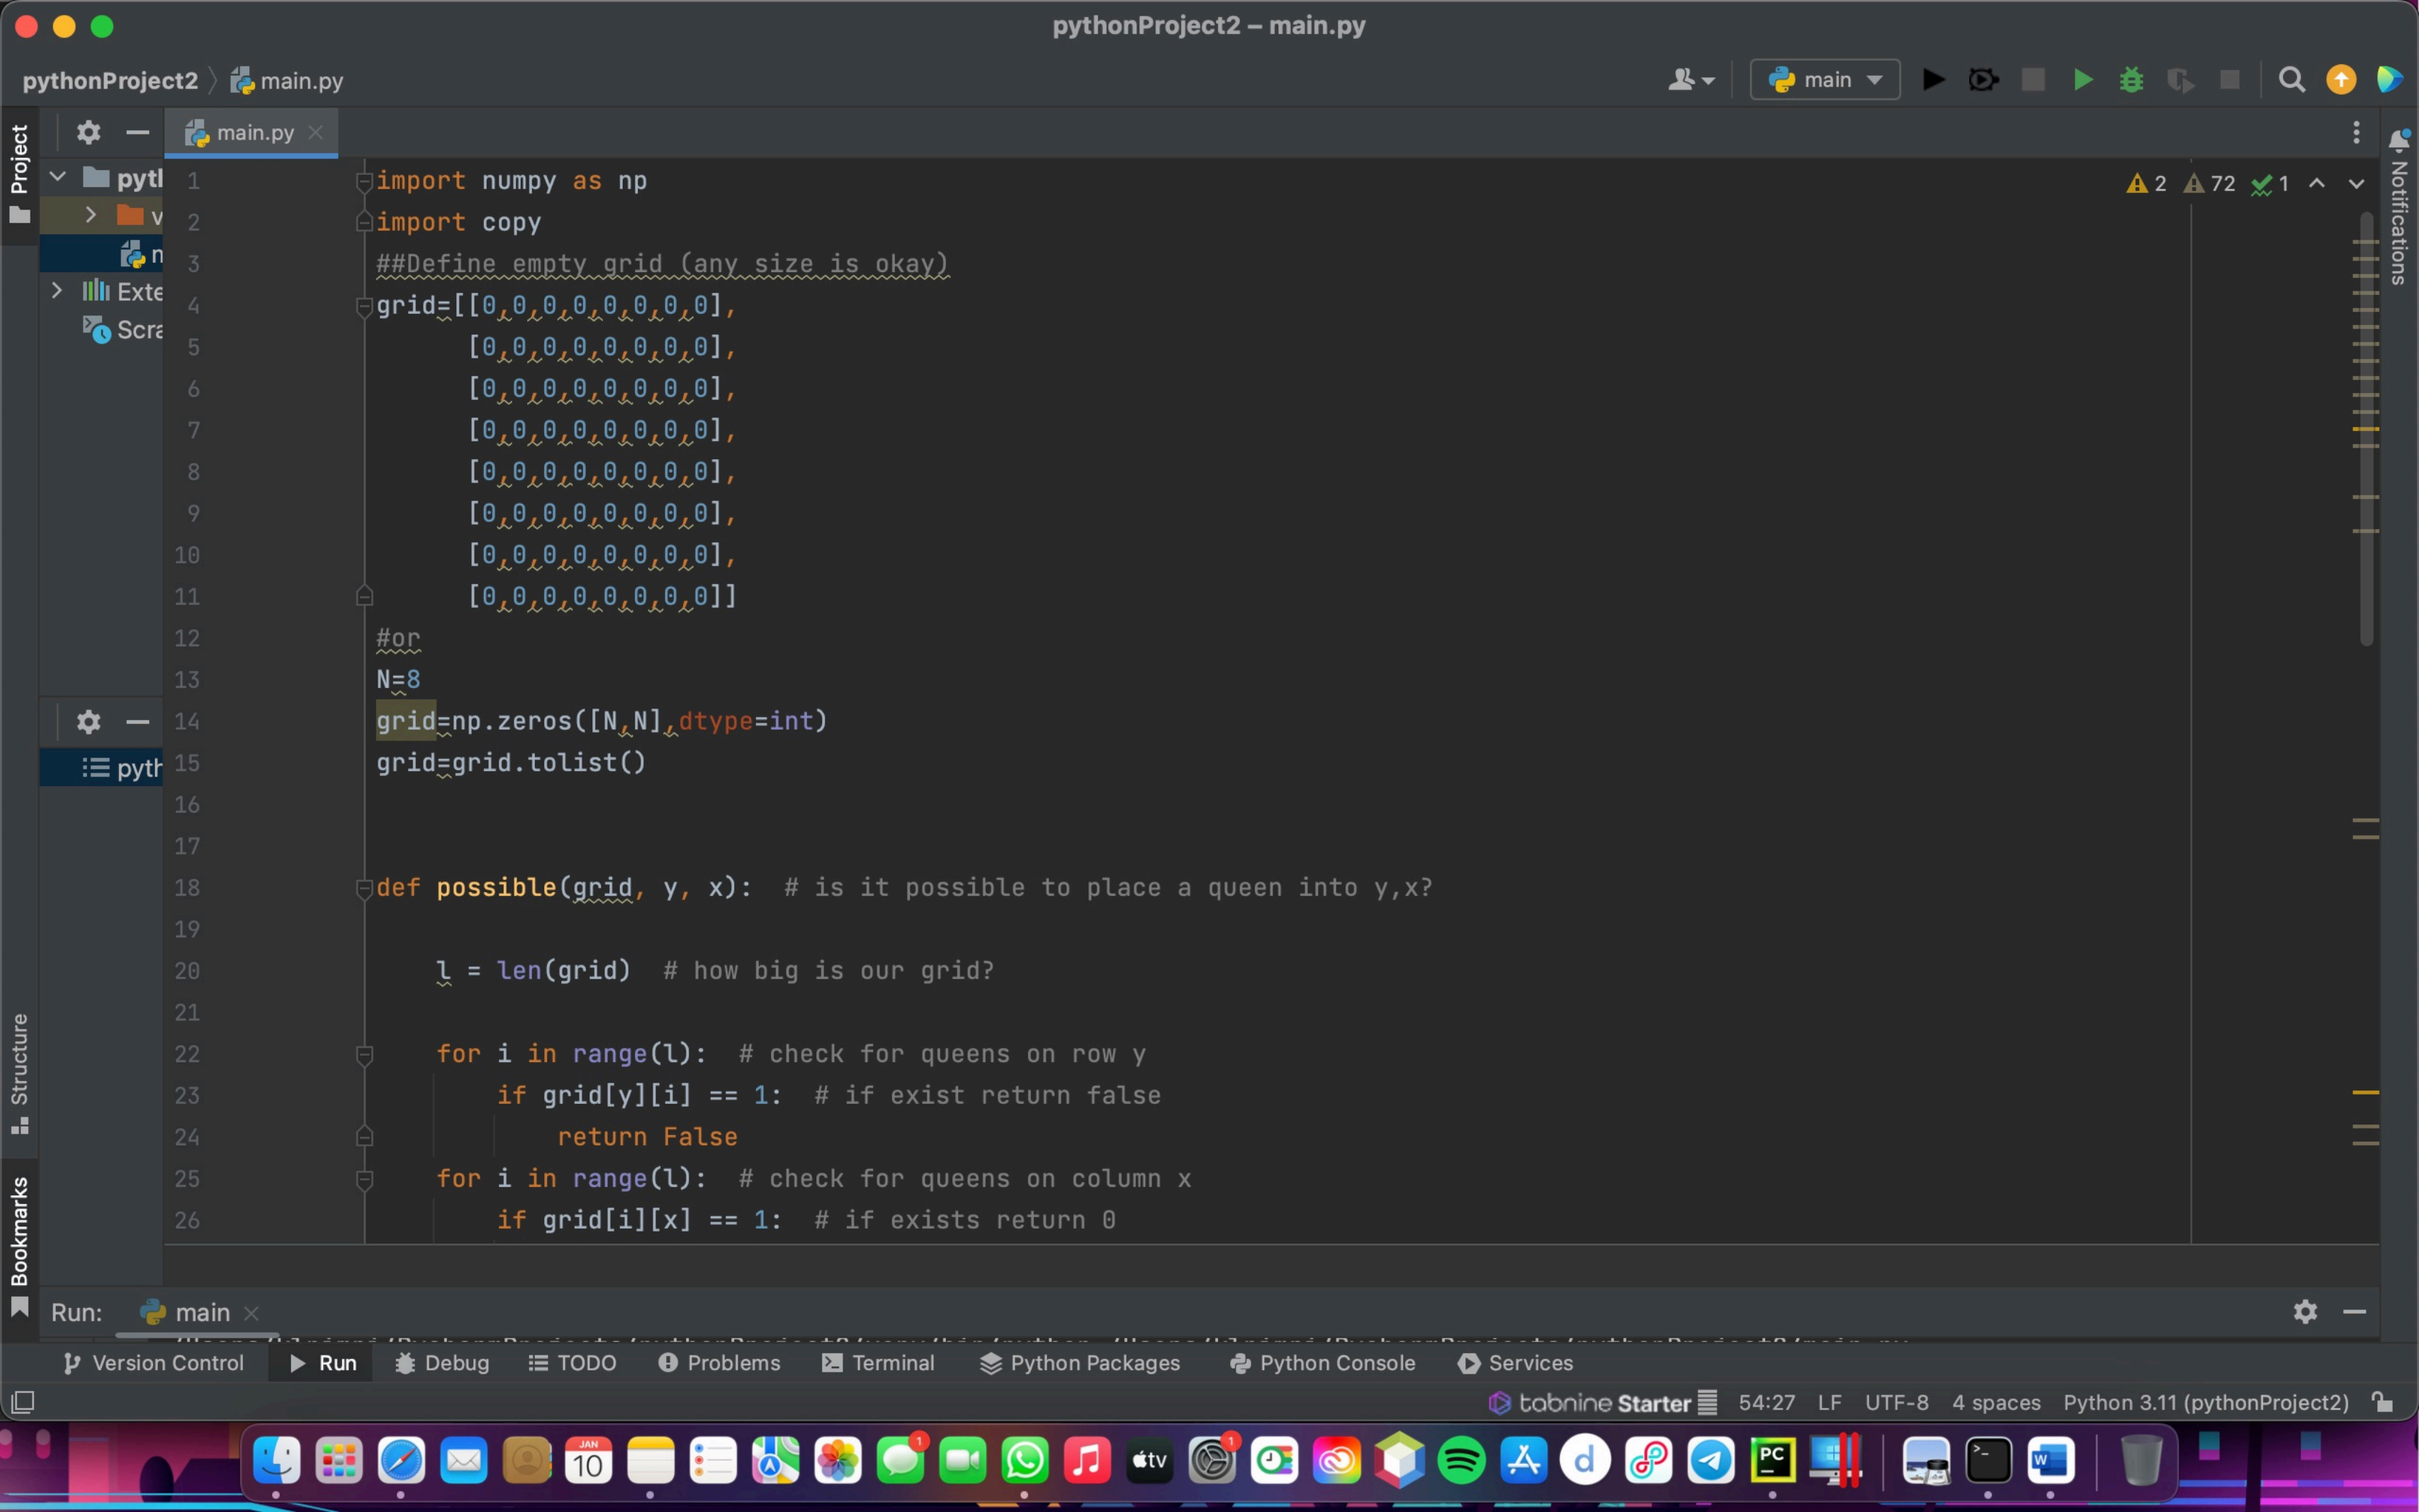 pythonProject2 – main.py
pythonProject2 main.py
main
Project
main.py
2 72 1
Notifications
pytl
Exte
Scra
pyth
1 import numpy as np
2 import copy
3 ##Define empty grid (any size is okay)
4 grid=[[0,0,0,0,0,0,0,0],
5 [0,0,0,0,0,0,0,0],
6 [0,0,0,0,0,0,0,0],
7 [0,0,0,0,0,0,0,0],
8 [0,0,0,0,0,0,0,0],
9 [0,0,0,0,0,0,0,0],
10 [0,0,0,0,0,0,0,0],
11 [0,0,0,0,0,0,0,0]]
12 #or
13 N=8
14 grid=np.zeros([N,N],dtype=int)
15 grid=grid.tolist()
16
17
18 def possible(grid, y, x):  # is it possible to place a queen into y,x?
19
20 l = len(grid)  # how big is our grid?
21
22 for i in range(l):  # check for queens on row y
23 if grid[y][i] == 1:  # if exist return false
24 return False
25 for i in range(l):  # check for queens on column x
26 if grid[i][x] == 1:  # if exists return 0
Structure
Bookmarks
Run: main
Version Control Run Debug TODO Problems Terminal Python Packages Python Console Services
tabnine Starter 54:27 LF UTF-8 4 spaces Python 3.11 (pythonProject2)
JAN
10
1
tv
1
d
PC
W